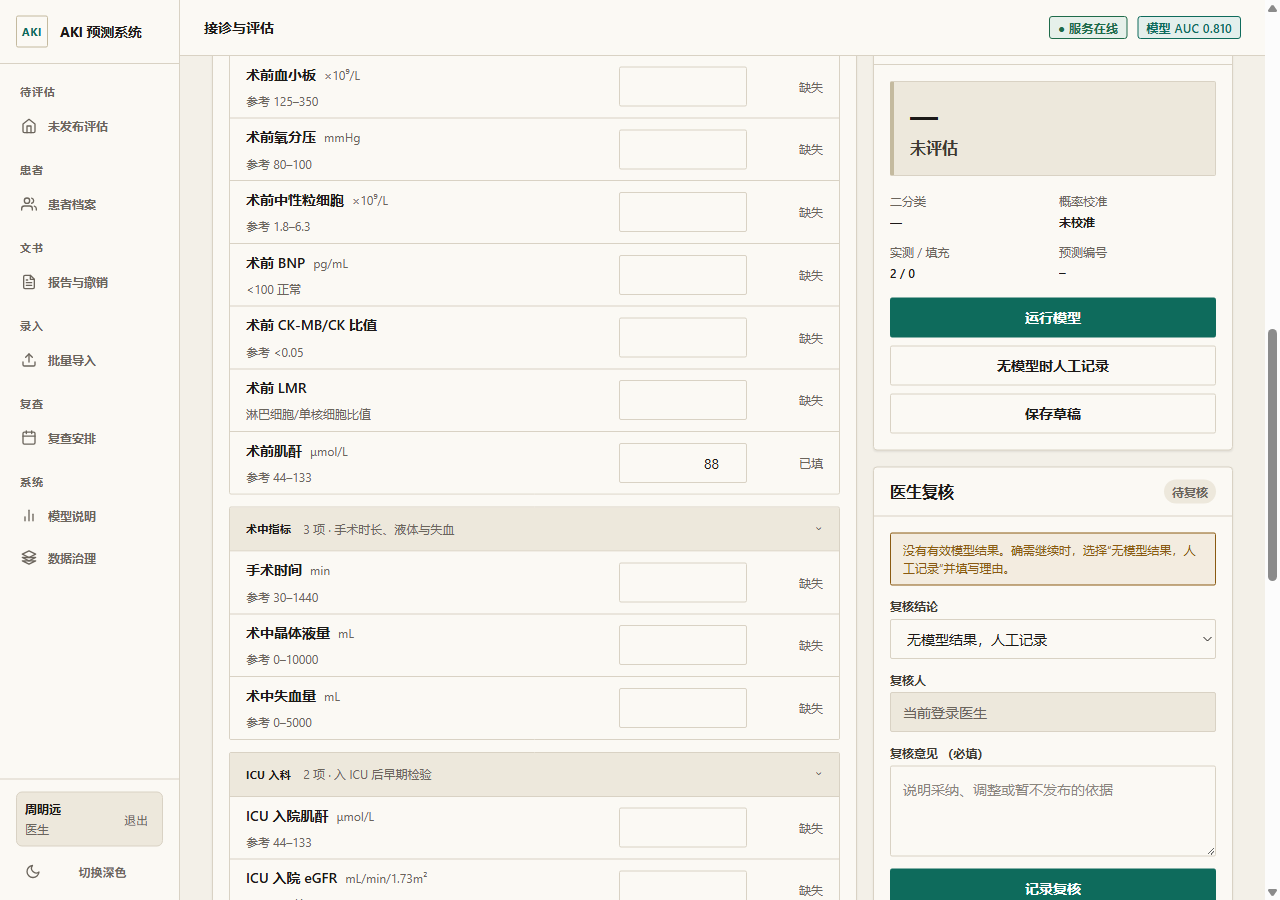 AKI
AKI 预测系统
待评估
未发布评估
患者
患者档案
文书
报告与撤销
录入
批量导入
复查
复查安排
系统
模型说明
数据治理
周明远
医生
退出
切换深色
接诊与评估
服务在线
模型 AUC 0.810
术前血小板 ×10⁹/L
参考 125–350
缺失
术前氧分压 mmHg
参考 80–100
缺失
术前中性粒细胞 ×10⁹/L
参考 1.8–6.3
缺失
术前 BNP pg/mL
<100 正常
缺失
术前 CK-MB/CK 比值
参考 <0.05
缺失
术前 LMR
淋巴细胞/单核细胞比值
缺失
术前肌酐 μmol/L
参考 44–133
88
已填
术中指标 3 项 · 手术时长、液体与失血
手术时间 min
参考 30–1440
缺失
术中晶体液量 mL
参考 0–10000
缺失
术中失血量 mL
参考 0–5000
缺失
ICU 入科 2 项 · 入 ICU 后早期检验
ICU 入院肌酐 μmol/L
参考 44–133
缺失
ICU 入院 eGFR mL/min/1.73m²
缺失
—
未评估
二分类
—
概率校准
未校准
实测 / 填充
2 / 0
预测编号
–
运行模型
无模型时人工记录
保存草稿
医生复核
待复核
没有有效模型结果。确需继续时，选择“无模型结果，人
工记录”并填写理由。
复核结论
无模型结果，人工记录
复核人
当前登录医生
复核意见 （必填）
说明采纳、调整或暂不发布的依据
记录复核